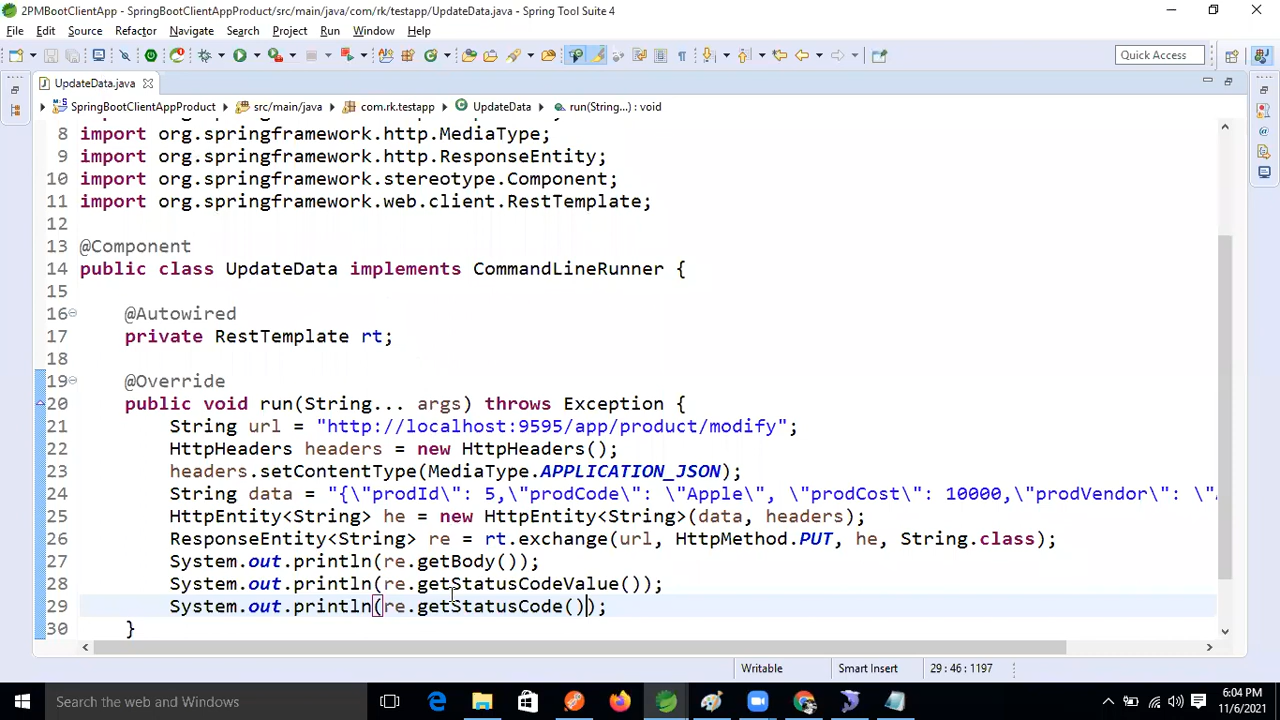 2PMBootClientApp - SpringBootClientAppProduct/src/main/java/com/rk/testapp/UpdateData.java - Spring Tool Suite 4
File Edit Source Refactor Navigate Search Project Run Window Help
Quick Access
UpdateData.java
SpringBootClientAppProduct src/main/java com.rk.testapp UpdateData run(String...) : void
8 import org.springframework.http.MediaType;
9 import org.springframework.http.ResponseEntity;
10 import org.springframework.stereotype.Component;
11 import org.springframework.web.client.RestTemplate;
12
13 @Component
14 public class UpdateData implements CommandLineRunner {
15
16 @Autowired
17 private RestTemplate rt;
18
19 @Override
20 public void run(String... args) throws Exception {
21 String url = "http://localhost:9595/app/product/modify";
22 HttpHeaders headers = new HttpHeaders();
23 headers.setContentType(MediaType.APPLICATION_JSON);
24 String data = "{\"prodId\": 5,\"prodCode\": \"Apple\", \"prodCost\": 10000,\"prodVendor\": \"
25 HttpEntity<String> he = new HttpEntity<String>(data, headers);
26 ResponseEntity<String> re = rt.exchange(url, HttpMethod.PUT, he, String.class);
27 System.out.println(re.getBody());
28 System.out.println(re.getStatusCodeValue());
29 System.out.println(re.getStatusCode());
30 }
Writable Smart Insert 29 : 46 : 1197
Search the web and Windows
6:04 PM
11/6/2021